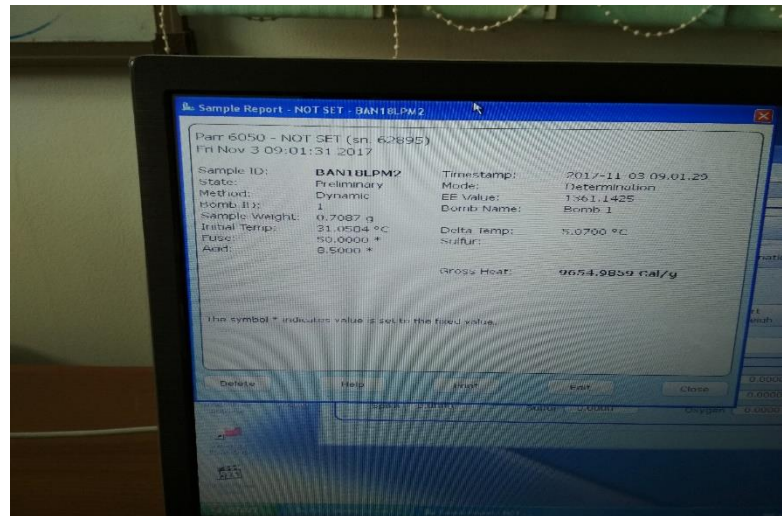 Sample Report - NOT SET - BAN18LPM2
Parr 6050 - NOT SET (sn. 62895)
Fri Nov 3 09:01:31 2017
Sample ID: BAN18LPM2 Timestamp: 2017-11-03 09.01.29
State: Preliminary Mode: Determination
Method: Dynamic EE Value: 1361.1425
Bomb ID: 1 Bomb Name: Bomb 1
Sample Weight: 0.7087 g
Initial Temp: 31.0504 °C Delta Temp: 5.0700 °C
Fuse: 50.0000 * Sulfur:
Acid: 8.5000 *
Gross Heat: 9654.9859 Cal/g
The symbol * indicates value is set to the fixed value.
Delete Help Print Edit Close
Oxygen